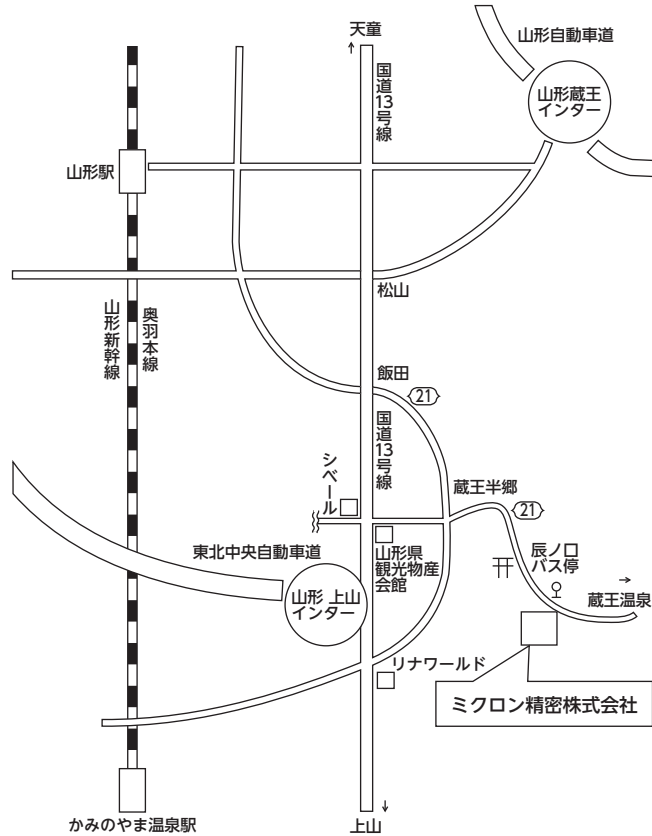 天童
山形自動車道
国道13号線
山形蔵王
インター
山形駅
松山
奥羽本線
山形新幹線
飯田
21
国道13号線
シベール
蔵王半郷
21
東北中央自動車道
山形県
観光物産
会館
辰ノ口
バス停
山形 上山
インター
蔵王温泉
リナワールド
ミクロン精密株式会社
かみのやま温泉駅
上山